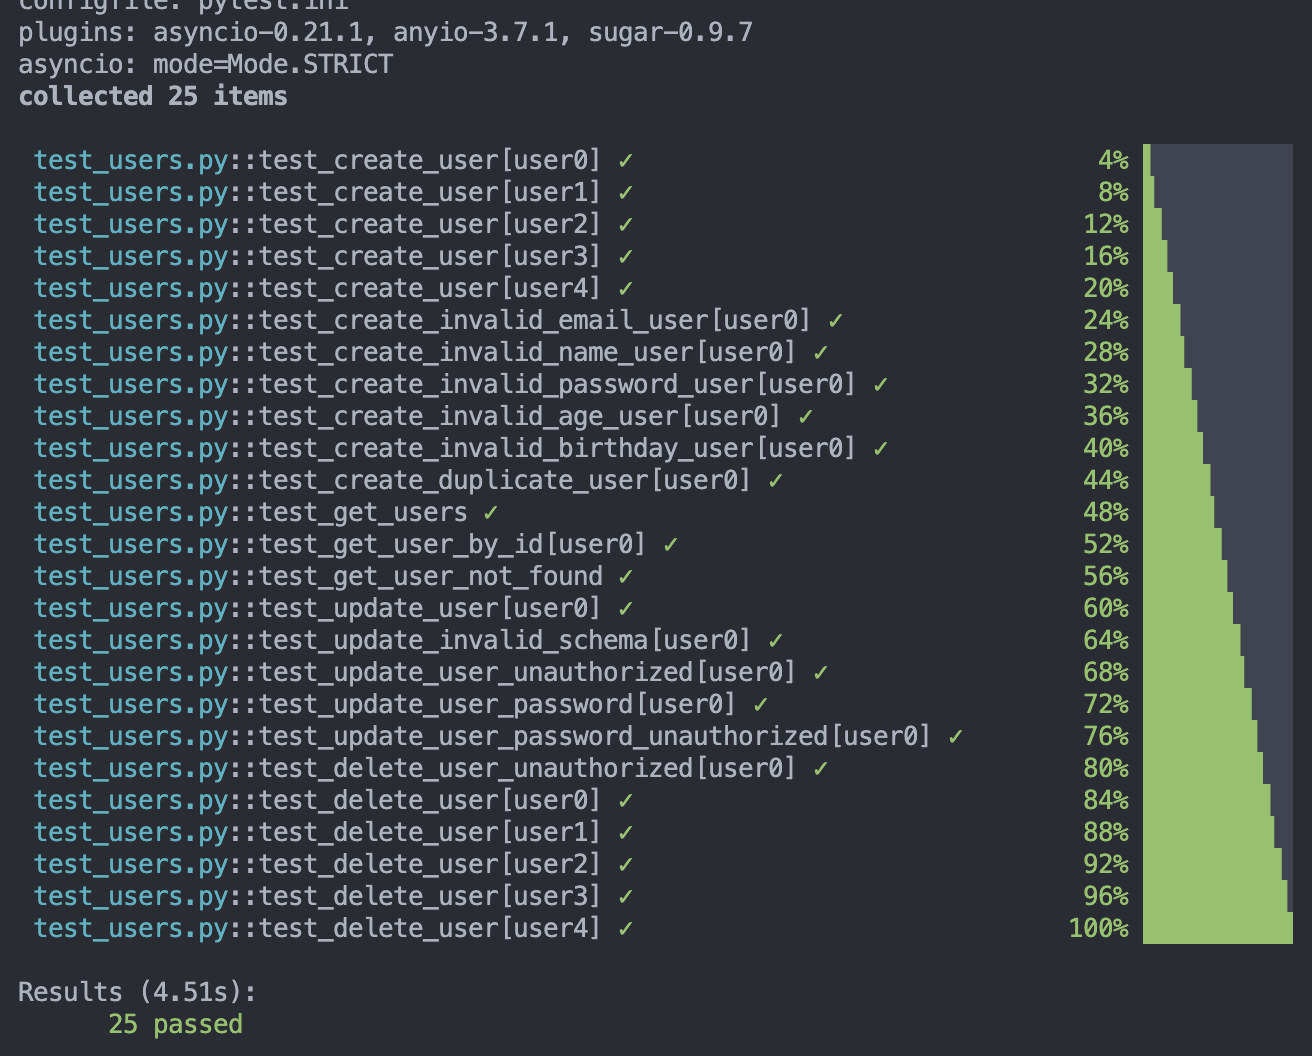 configfile: pytest.ini
plugins: asyncio-0.21.1, anyio-3.7.1, sugar-0.9.7
asyncio: mode=Mode.STRICT
collected 25 items
test_users.py::test_create_user[user0] ✓ 4%
test_users.py::test_create_user[user1] ✓ 8%
test_users.py::test_create_user[user2] ✓ 12%
test_users.py::test_create_user[user3] ✓ 16%
test_users.py::test_create_user[user4] ✓ 20%
test_users.py::test_create_invalid_email_user[user0] ✓ 24%
test_users.py::test_create_invalid_name_user[user0] ✓ 28%
test_users.py::test_create_invalid_password_user[user0] ✓ 32%
test_users.py::test_create_invalid_age_user[user0] ✓ 36%
test_users.py::test_create_invalid_birthday_user[user0] ✓ 40%
test_users.py::test_create_duplicate_user[user0] ✓ 44%
test_users.py::test_get_users ✓ 48%
test_users.py::test_get_user_by_id[user0] ✓ 52%
test_users.py::test_get_user_not_found ✓ 56%
test_users.py::test_update_user[user0] ✓ 60%
test_users.py::test_update_invalid_schema[user0] ✓ 64%
test_users.py::test_update_user_unauthorized[user0] ✓ 68%
test_users.py::test_update_user_password[user0] ✓ 72%
test_users.py::test_update_user_password_unauthorized[user0] ✓ 76%
test_users.py::test_delete_user_unauthorized[user0] ✓ 80%
test_users.py::test_delete_user[user0] ✓ 84%
test_users.py::test_delete_user[user1] ✓ 88%
test_users.py::test_delete_user[user2] ✓ 92%
test_users.py::test_delete_user[user3] ✓ 96%
test_users.py::test_delete_user[user4] ✓ 100%
Results (4.51s):
25 passed